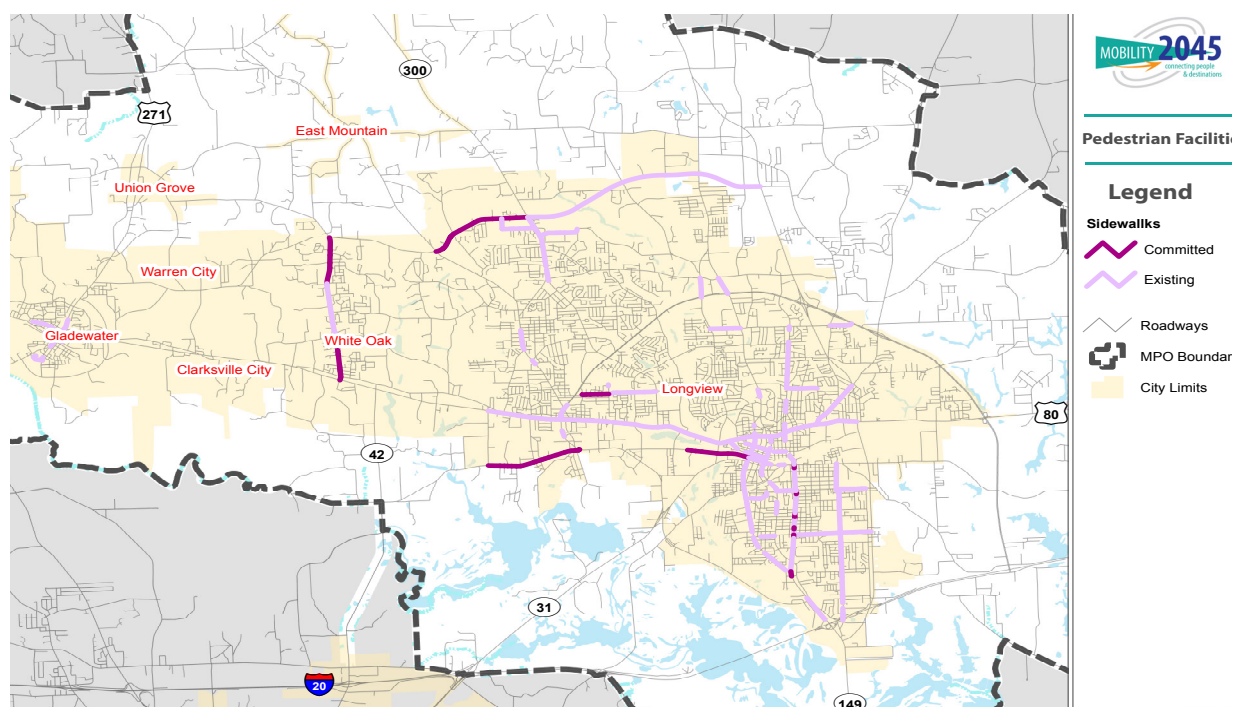 300
271
East Mountain
Union Grove
Warren City
Gladewater
White Oak
Clarksville City
Longview
80
42
31
20
149
MOBILITY 2045
connecting people
& destinations
Pedestrian Faciliti
Legend
Sidewallks
Committed
Existing
Roadways
MPO Boundar
City Limits